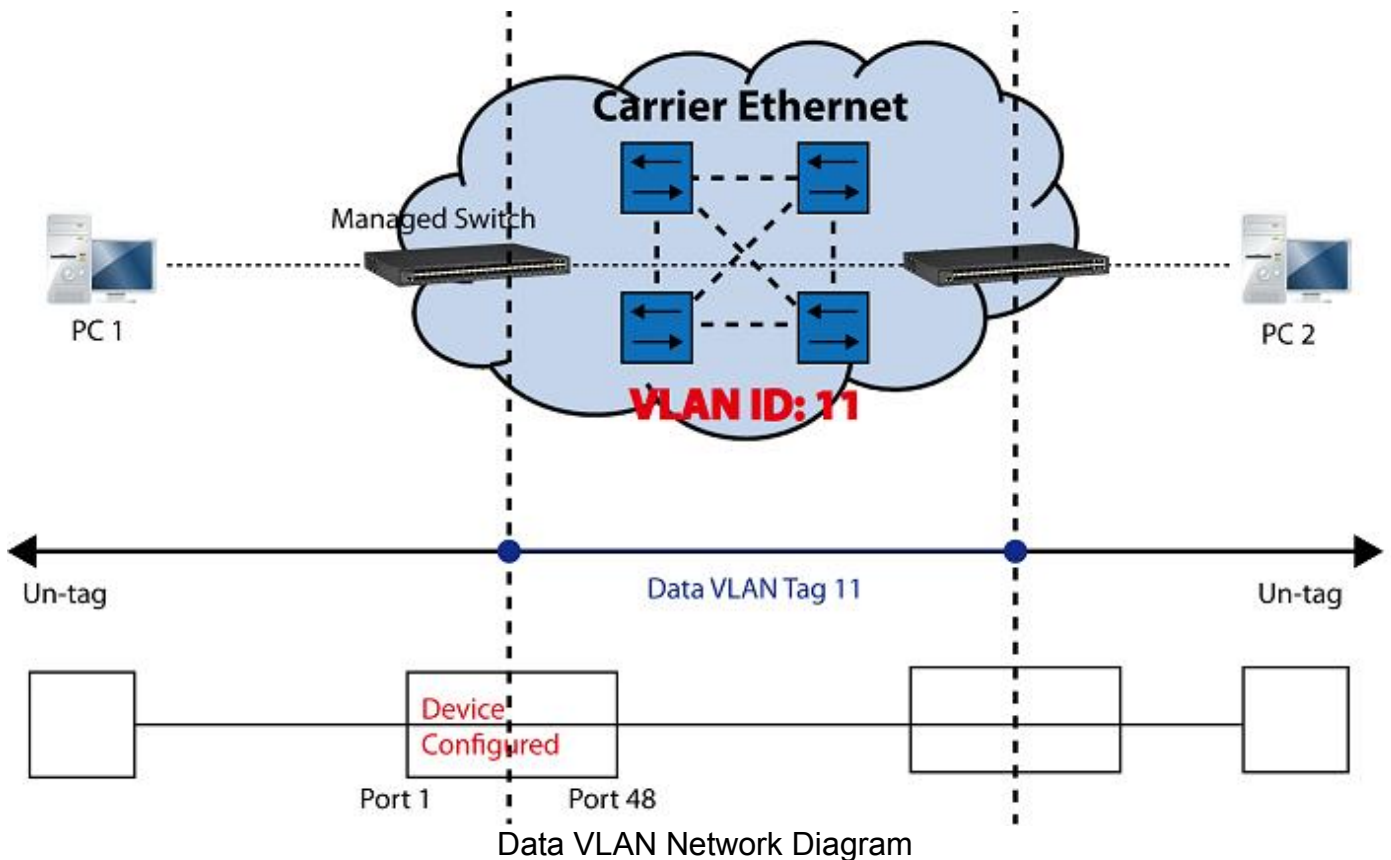 Carrier Ethernet
Managed Switch
PC 1
PC 2
VLAN ID: 11
Un-tag
Data VLAN Tag 11
Un-tag
Device
Configured
Port 1
Port 48
Data VLAN Network Diagram